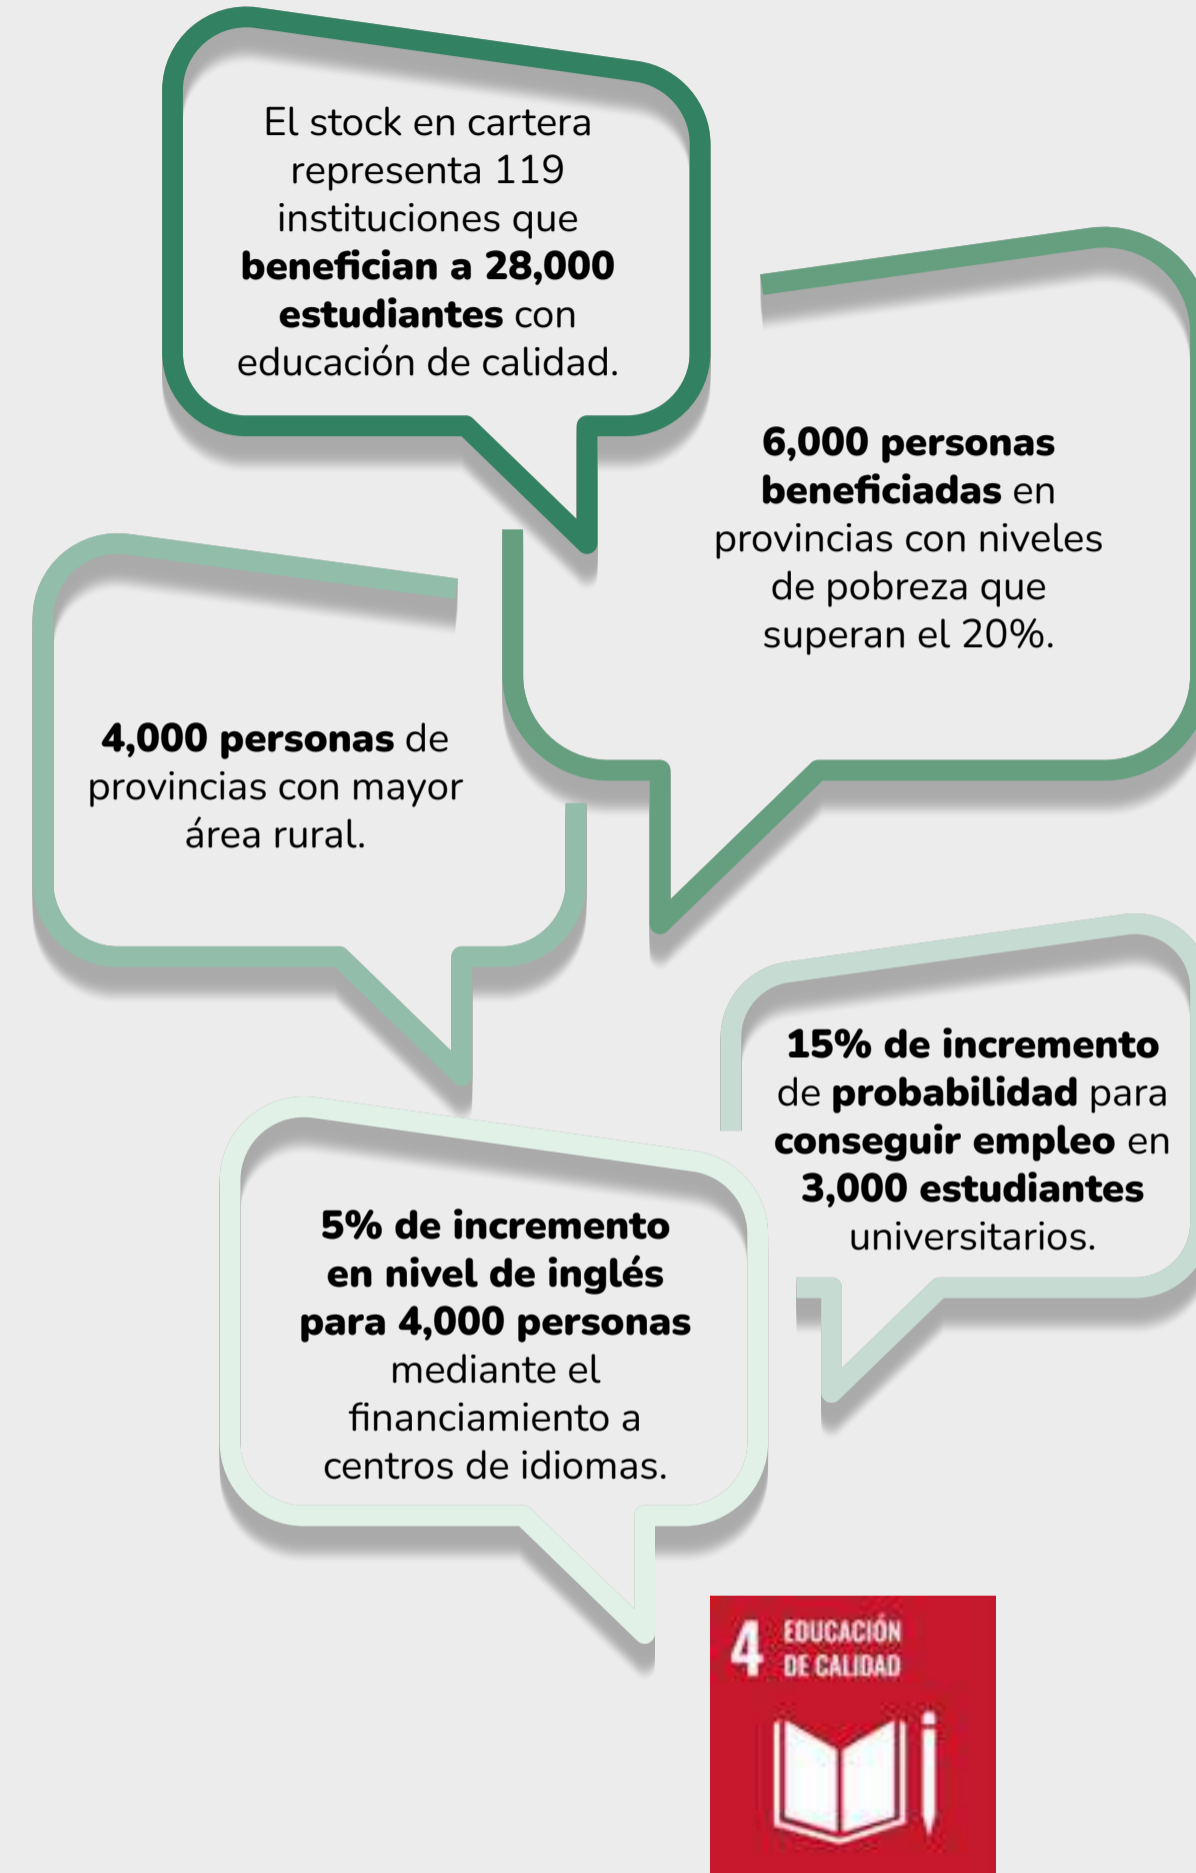 El stock en cartera
representa 119
instituciones que
benefician a 28,000
estudiantes con
educación de calidad.
6,000 personas
beneficiadas en
provincias con niveles
de pobreza que
superan el 20%.
4,000 personas de
provincias con mayor
área rural.
15% de incremento
de probabilidad para
conseguir empleo en
3,000 estudiantes
universitarios.
5% de incremento
en nivel de inglés
para 4,000 personas
mediante el
financiamiento a
centros de idiomas.
4 EDUCACIÓN
DE CALIDAD